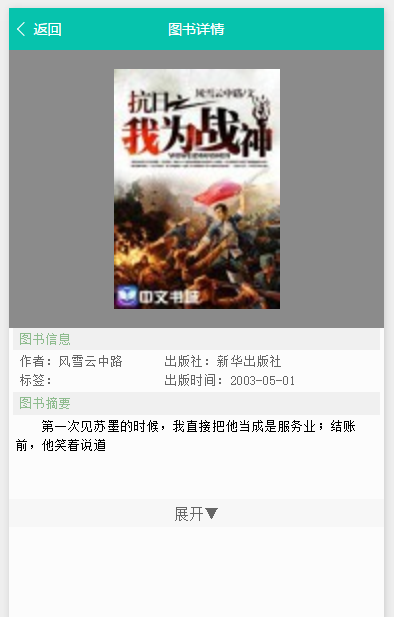 返回
图书详情
抗日之
风雪云中路/文
我为战神
中文书城
图书信息
作者：风雪云中路 出版社：新华出版社
标签： 出版时间：2003-05-01
图书摘要
第一次见苏墨的时候，我直接把他当成是服务业；结账
前，他笑着说道
展开▼